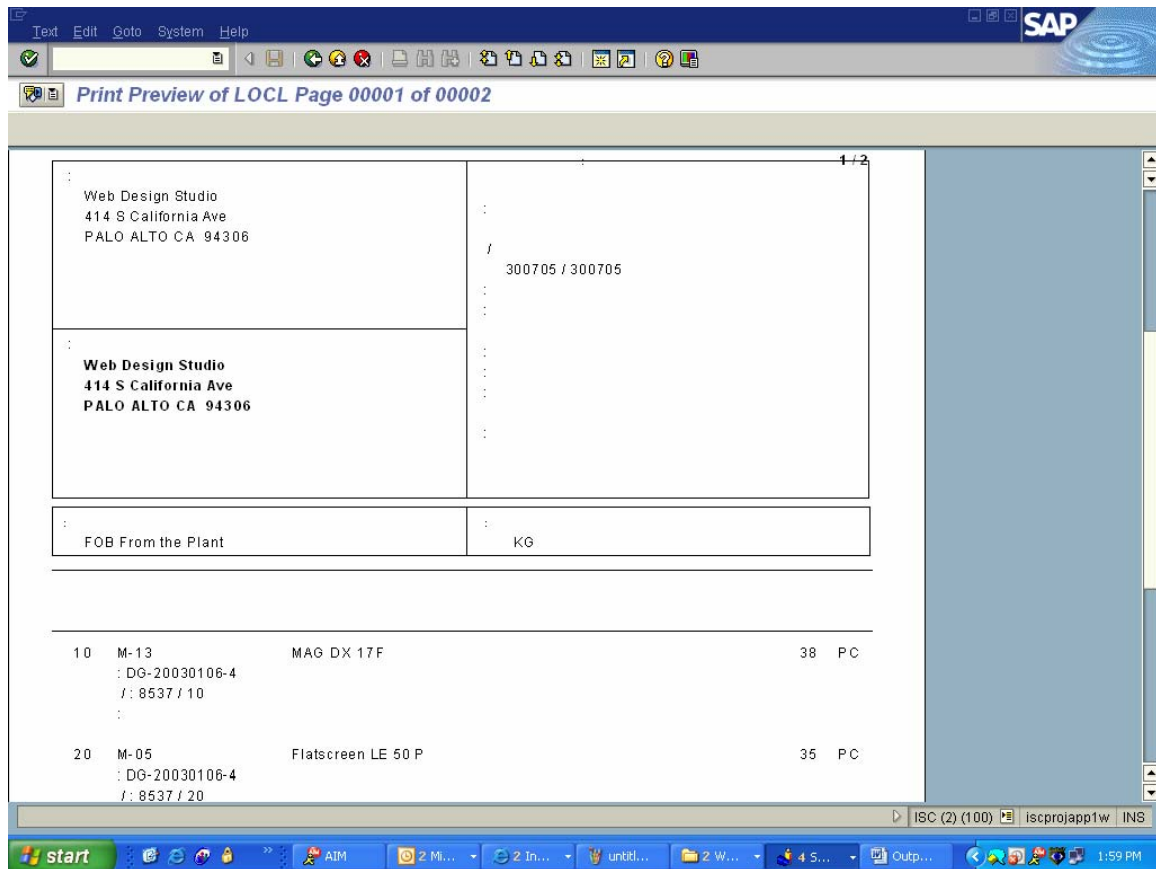 Text Edit Goto System Help
SAP
Print Preview of LOCL Page 00001 of 00002
: 1 / 2
:
Web Design Studio
414 S California Ave
PALO ALTO CA 94306
:
/
300705 / 300705
:
:
:
Web Design Studio
414 S California Ave
PALO ALTO CA 94306
:
:
:
:
:
FOB From the Plant
:
KG
10 M-13 MAG DX 17F 38 PC
: DG-20030106-4
/ : 8537 / 10
:
20 M-05 Flatscreen LE 50 P 35 PC
: DG-20030106-4
/ : 8537 / 20
ISC (2) (100) iscprojapp1w INS
start » AIM 2 Mi... 2 In... untitl... 2 W... 4 S... Outp... 1:59 PM